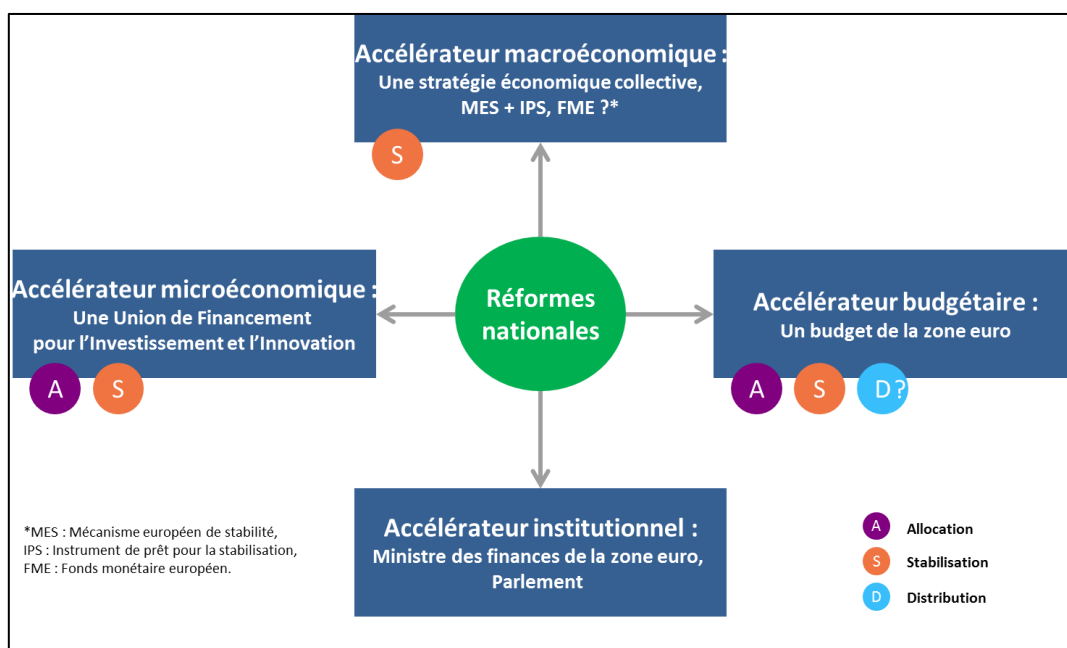 Accélérateur macroéconomique :
Une stratégie économique collective,
MES + IPS, FME ?*
S
Accélérateur microéconomique :
Une Union de Financement
pour l’Investissement et l’Innovation
A
S
Réformes
nationales
Accélérateur budgétaire :
Un budget de la zone euro
A
S
D?
Accélérateur institutionnel :
Ministre des finances de la zone euro,
Parlement
*MES : Mécanisme européen de stabilité,
IPS : Instrument de prêt pour la stabilisation,
FME : Fonds monétaire européen.
A Allocation
S Stabilisation
D Distribution